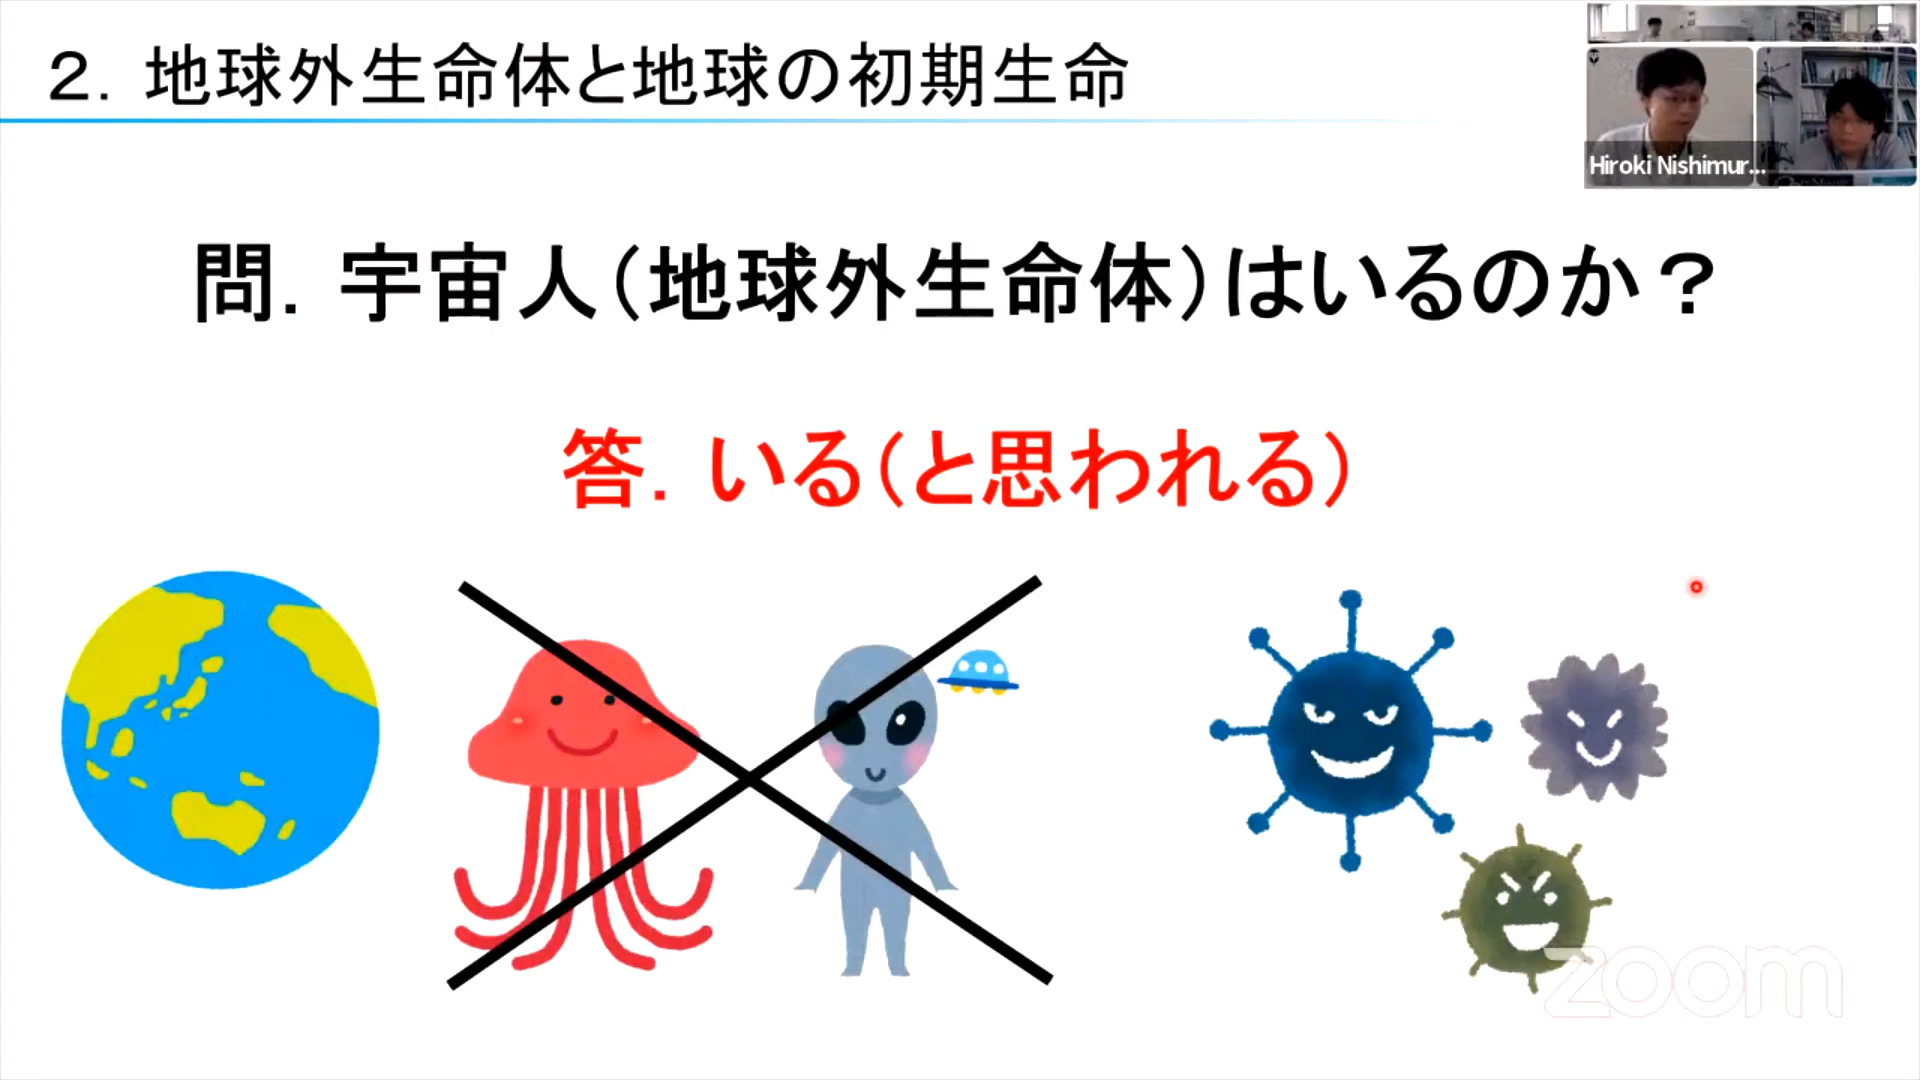 ２．地球外生命体と地球の初期生命
Hiroki Nishimur...
問．宇宙人（地球外生命体）はいるのか？
答．いる（と思われる）
zoom